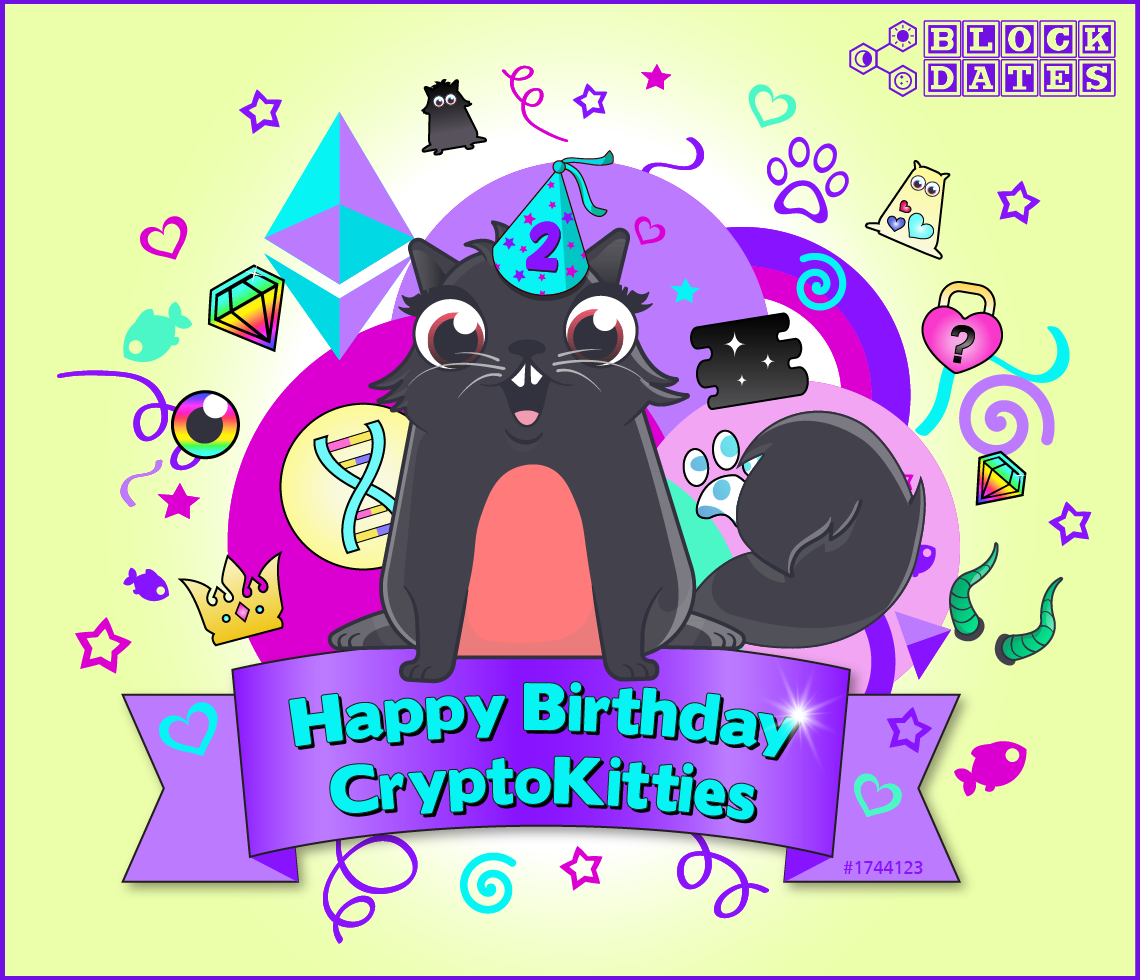 BLOCK
DATES
2
?
Happy Birthday
CryptoKitties
#1744123